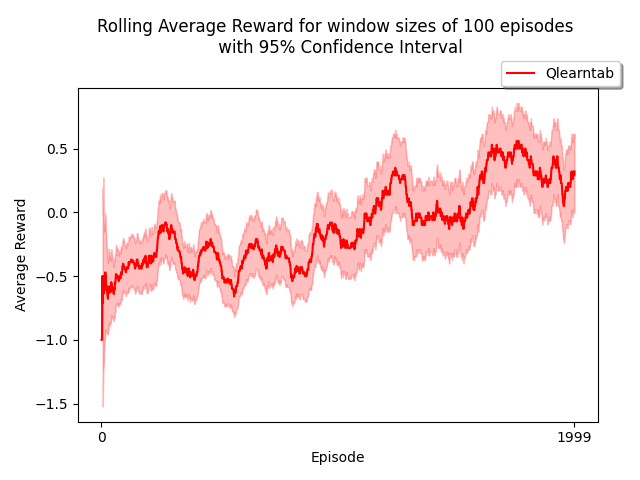 Rolling Average Reward for window sizes of 100 episodes
with 95% Confidence Interval
Qlearntab
Average Reward
0.5
0.0
−0.5
−1.0
−1.5
0
1999
Episode